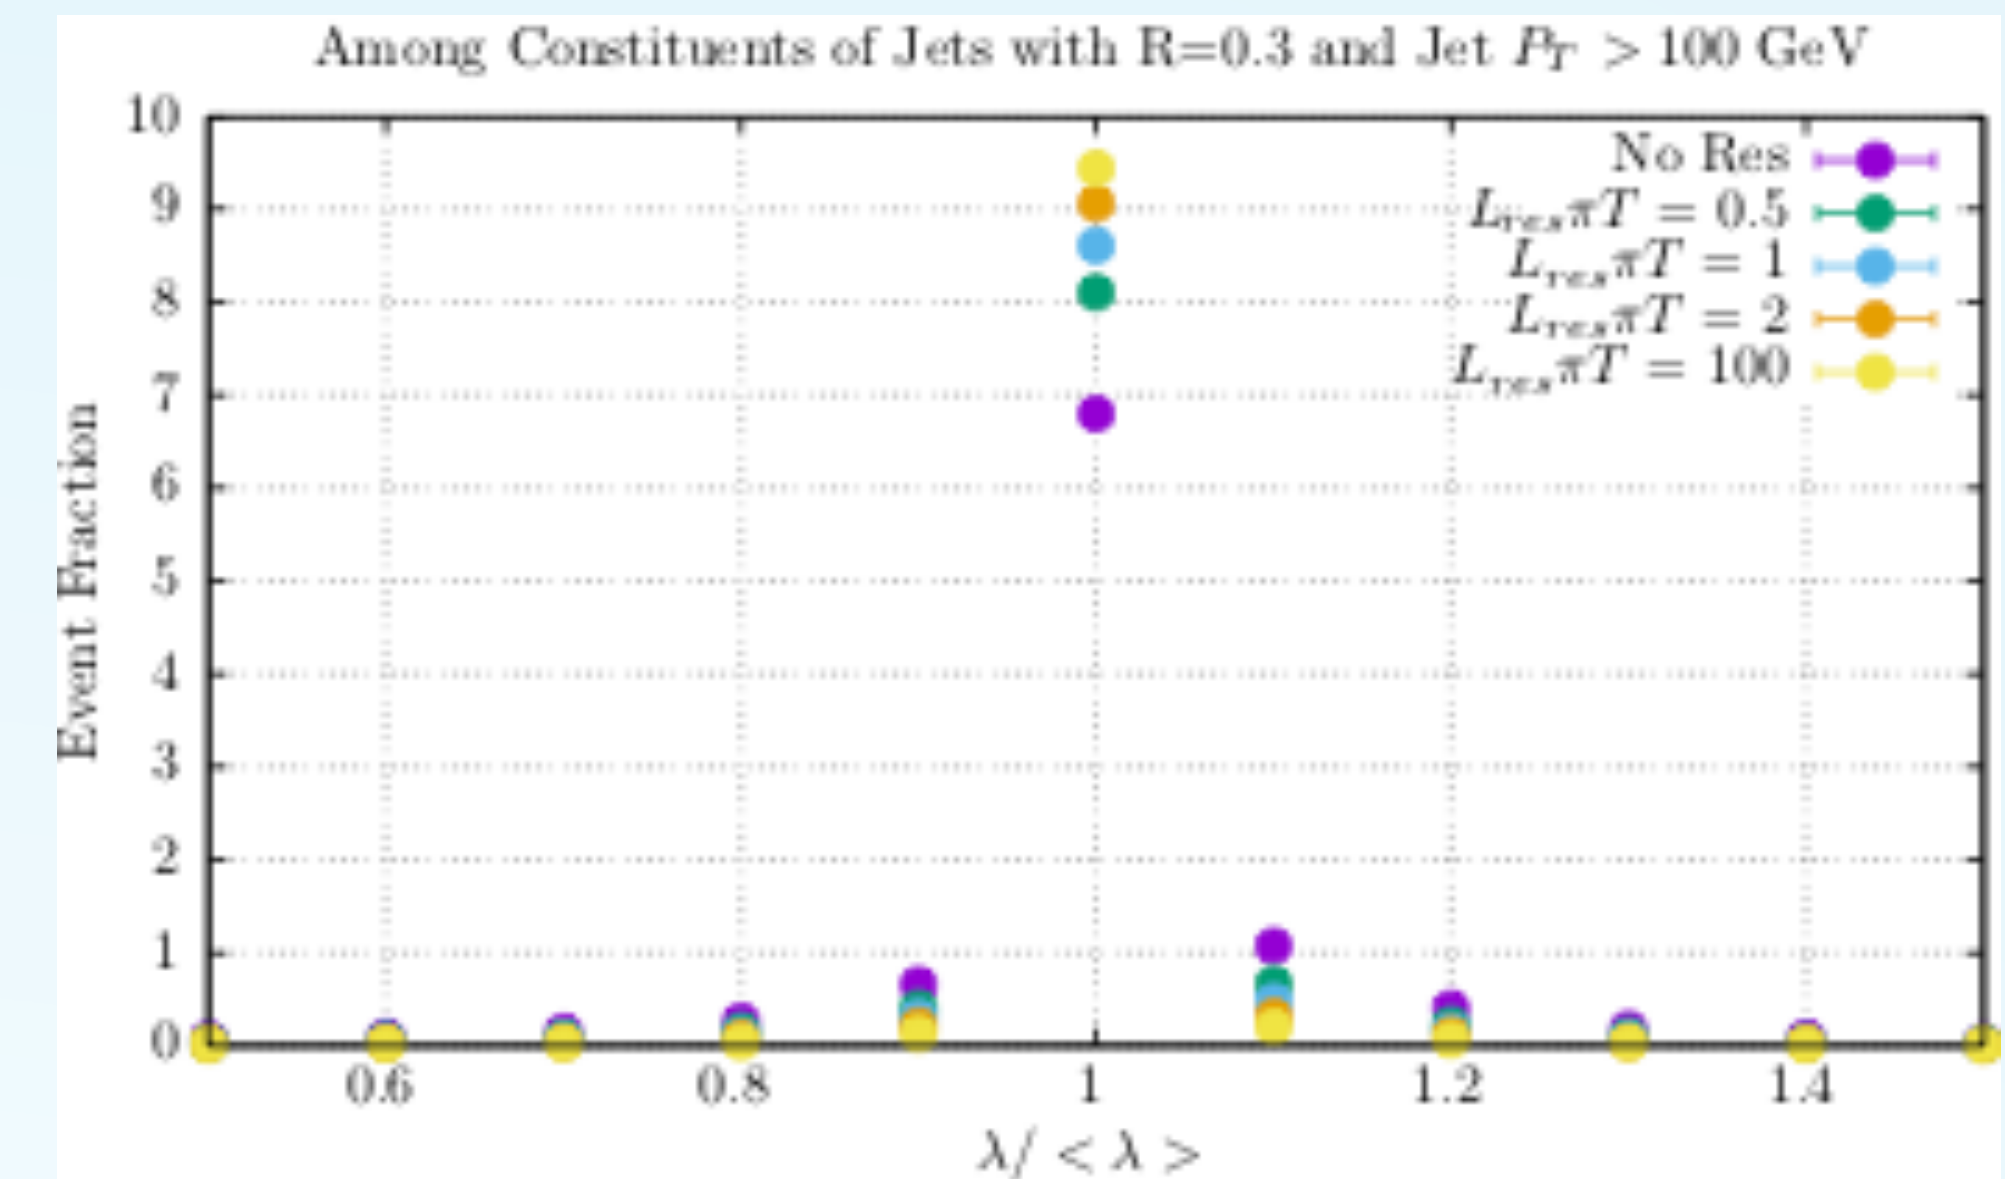 Among Constituents of Jets with R=0.3 and Jet P_T > 100 GeV
10
9
8
7
6
5
4
3
2
1
0
Event Fraction
No Res
L_res πT = 0.5
L_res πT = 1
L_res πT = 2
L_res πT = 100
0.6 0.8 1 1.2 1.4
λ/ < λ >